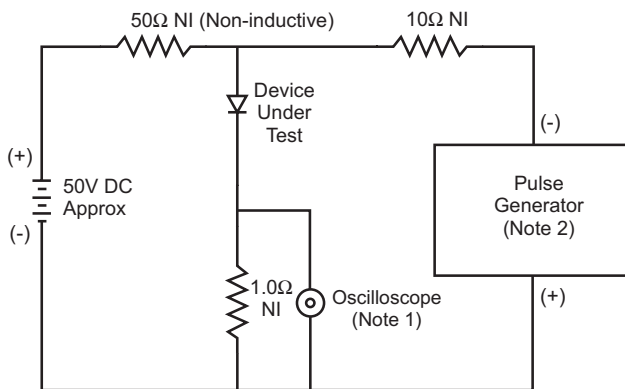 50Ω NI (Non-inductive)
10Ω NI
Device
Under
Test
(-)
(+)
50V DC
Approx
(-)
Pulse
Generator
(Note 2)
1.0Ω
NI
Oscilloscope
(Note 1)
(+)